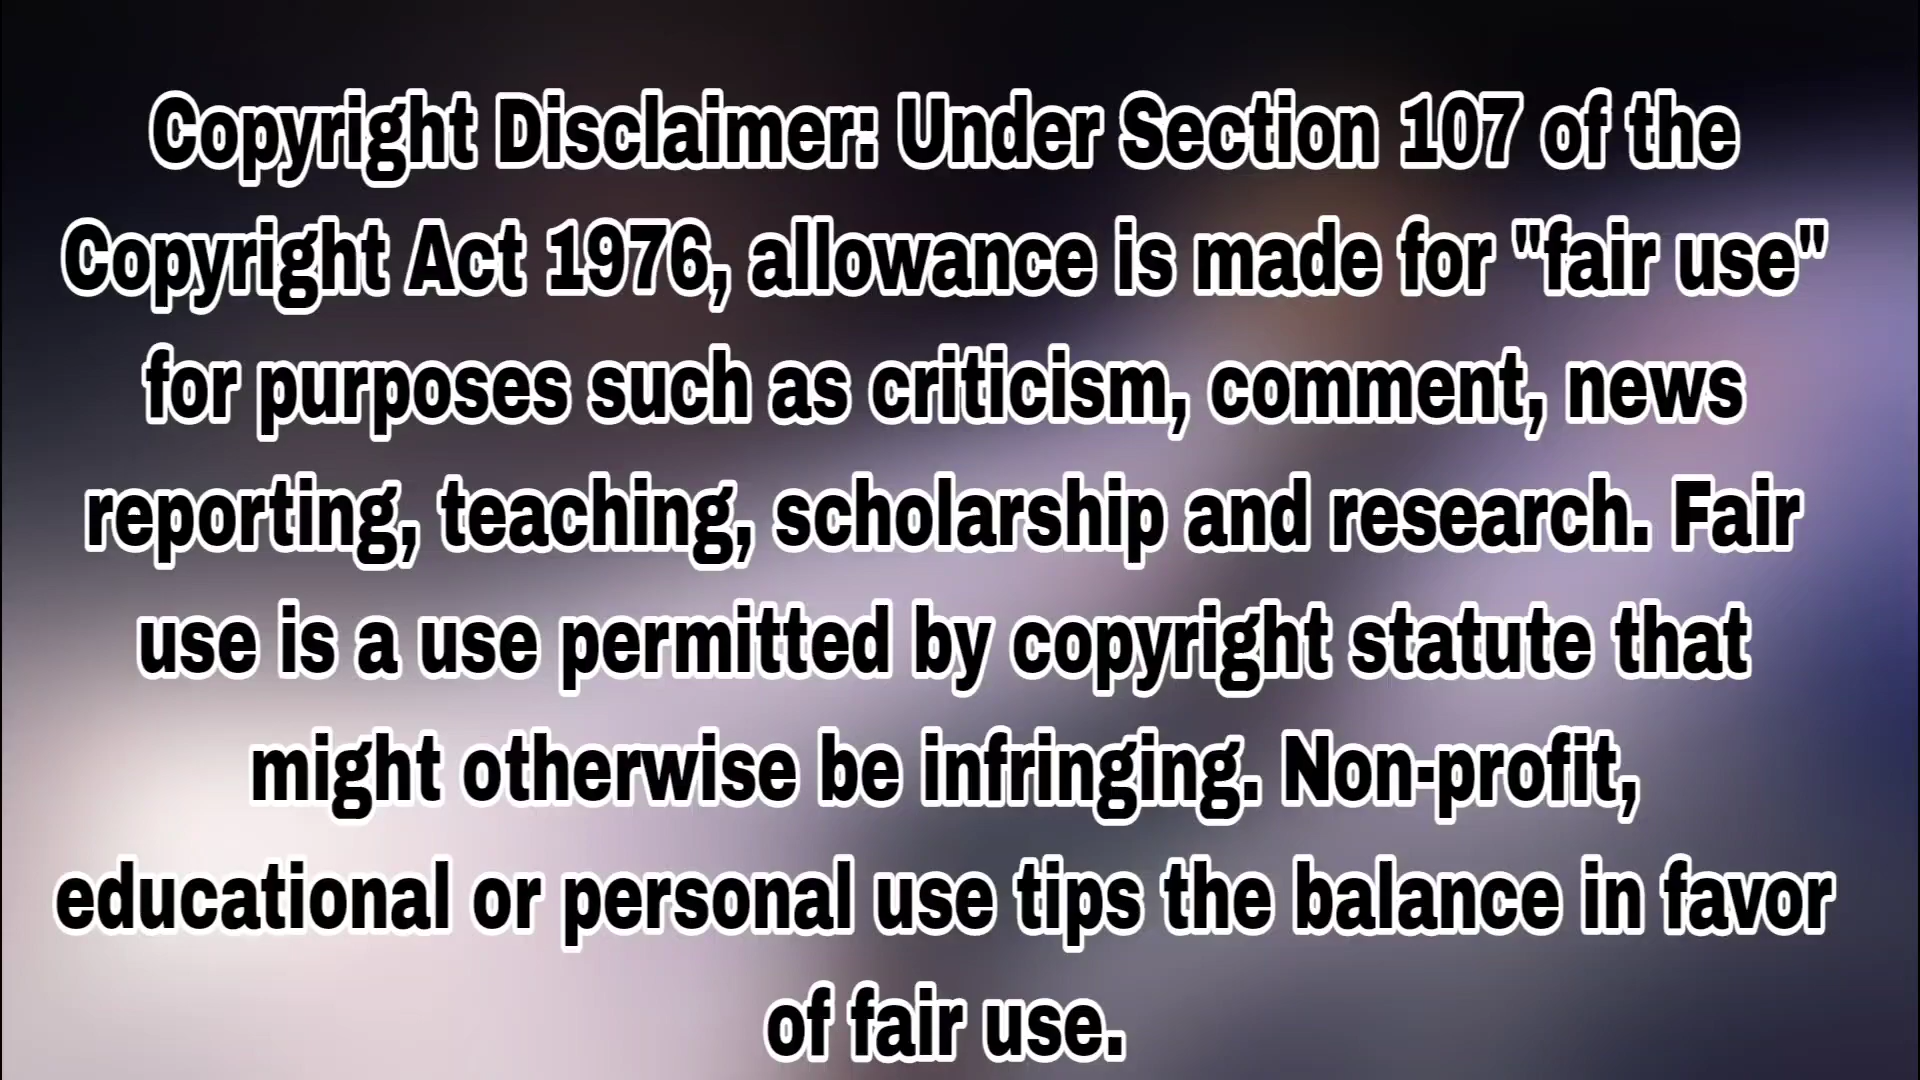 Copyright Disclaimer: Under Section 107 of the
Copyright Act 1976, allowance is made for "fair use"
for purposes such as criticism, comment, news
reporting, teaching, scholarship and research. Fair
use is a use permitted by copyright statute that
might otherwise be infringing. Non-profit,
educational or personal use tips the balance in favor
of fair use.